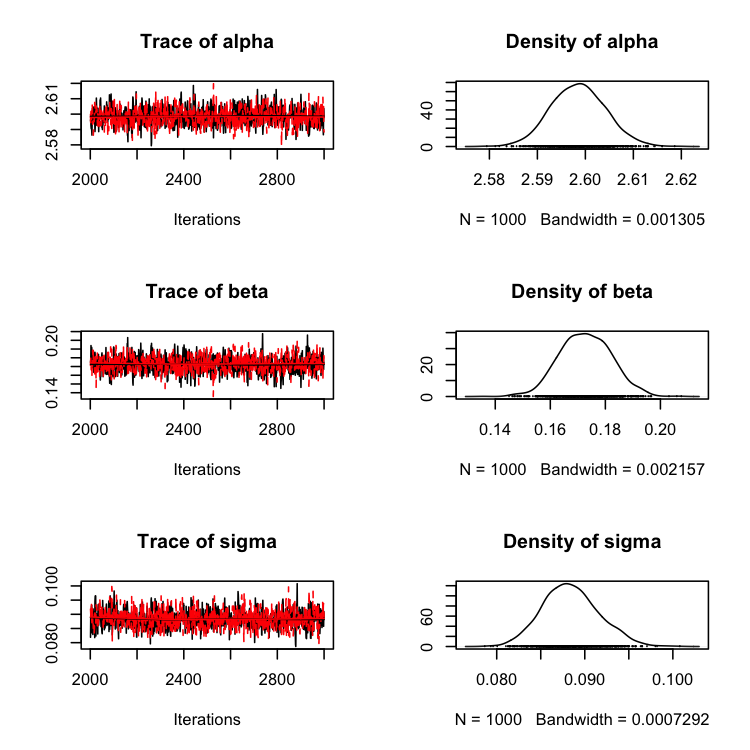 Trace of alpha
2.58 2.61
2000 2400 2800
Iterations
Density of alpha
0 40
2.58 2.59 2.60 2.61 2.62
N = 1000 Bandwidth = 0.001305
Trace of beta
0.14 0.20
2000 2400 2800
Iterations
Density of beta
0 20
0.14 0.16 0.18 0.20
N = 1000 Bandwidth = 0.002157
Trace of sigma
0.080 0.100
2000 2400 2800
Iterations
Density of sigma
0 60
0.080 0.090 0.100
N = 1000 Bandwidth = 0.0007292